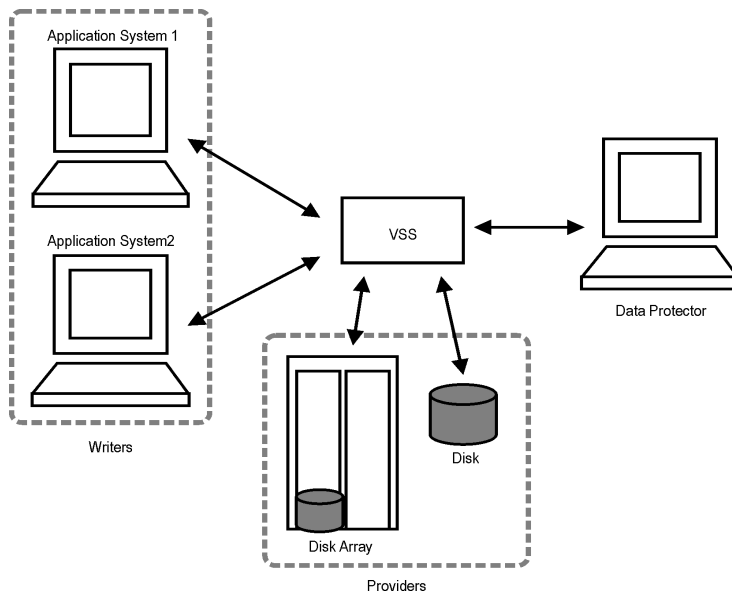 Application System 1
Application System2
VSS
Data Protector
Writers
Disk
Disk Array
Providers